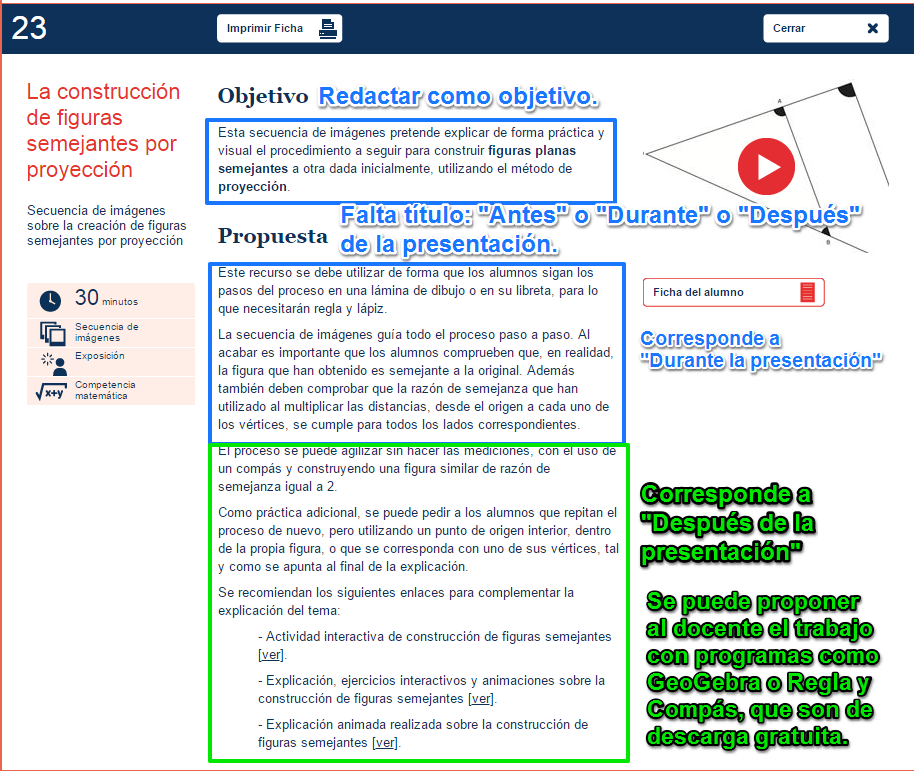 23
Imprimir Ficha
Cerrar
La construcción
de figuras
semejantes por
proyección
Secuencia de imágenes
sobre la creación de figuras
semejantes por proyección
30 minutos
Secuencia de
imágenes
Exposición
Competencia
matemática
√x+y
Objetivo
Redactar como objetivo.
Esta secuencia de imágenes pretende explicar de forma práctica y
visual el procedimiento a seguir para construir figuras planas
semejantes a otra dada inicialmente, utilizando el método de
proyección.
Falta título: "Antes" o "Durante" o "Después"
de la presentación.
Propuesta
Este recurso se debe utilizar de forma que los alumnos sigan los
pasos del proceso en una lámina de dibujo o en su libreta, para lo
que necesitarán regla y lápiz.
La secuencia de imágenes guía todo el proceso paso a paso. Al
acabar es importante que los alumnos comprueben que, en realidad,
la figura que han obtenido es semejante a la original. Además
también deben comprobar que la razón de semejanza que han
utilizado al multiplicar las distancias, desde el origen a cada uno de
los vértices, se cumple para todos los lados correspondientes.
El proceso se puede agilizar sin hacer las mediciones, con el uso de
un compás y construyendo una figura similar de razón de
semejanza igual a 2.
Como práctica adicional, se puede pedir a los alumnos que repitan el
proceso de nuevo, pero utilizando un punto de origen interior, dentro
de la propia figura, o que se corresponda con uno de sus vértices, tal
y como se apunta al final de la explicación.
Se recomiendan los siguientes enlaces para complementar la
explicación del tema:
- Actividad interactiva de construcción de figuras semejantes
[ver].
- Explicación, ejercicios interactivos y animaciones sobre la
construcción de figuras semejantes [ver].
- Explicación animada realizada sobre la construcción de
figuras semejantes [ver].
A
B
Ficha del alumno
Corresponde a
"Durante la presentación"
Corresponde a
"Después de la
presentación"
Se puede proponer
al docente el trabajo
con programas como
GeoGebra o Regla y
Compás, que son de
descarga gratuita.